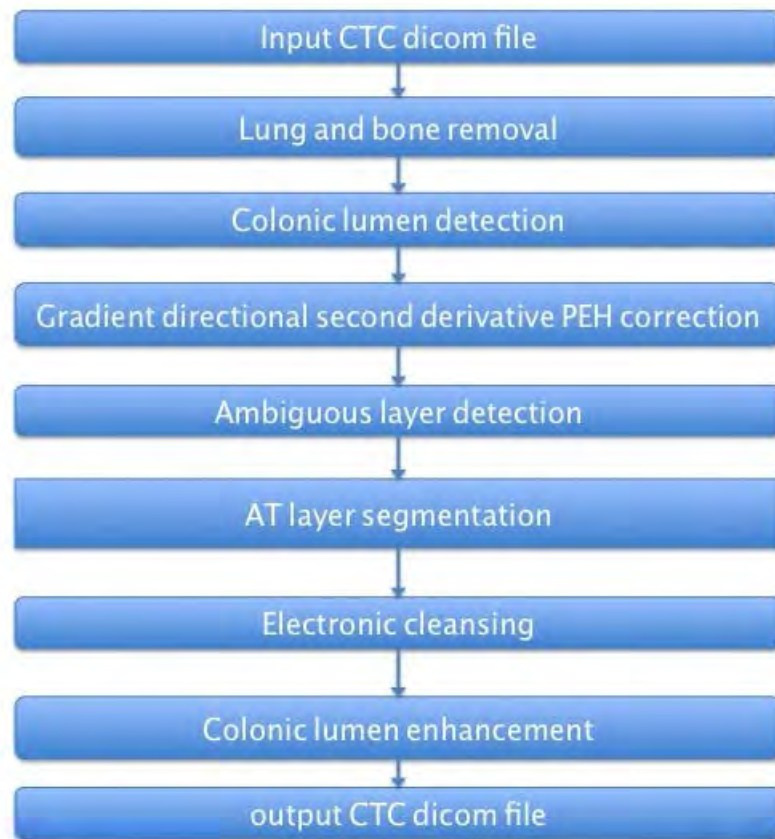 Input CTC dicom file
Lung and bone removal
Colonic lumen detection
Gradient directional second derivative PEH correction
Ambiguous layer detection
AT layer segmentation
Electronic cleansing
Colonic lumen enhancement
output CTC dicom file